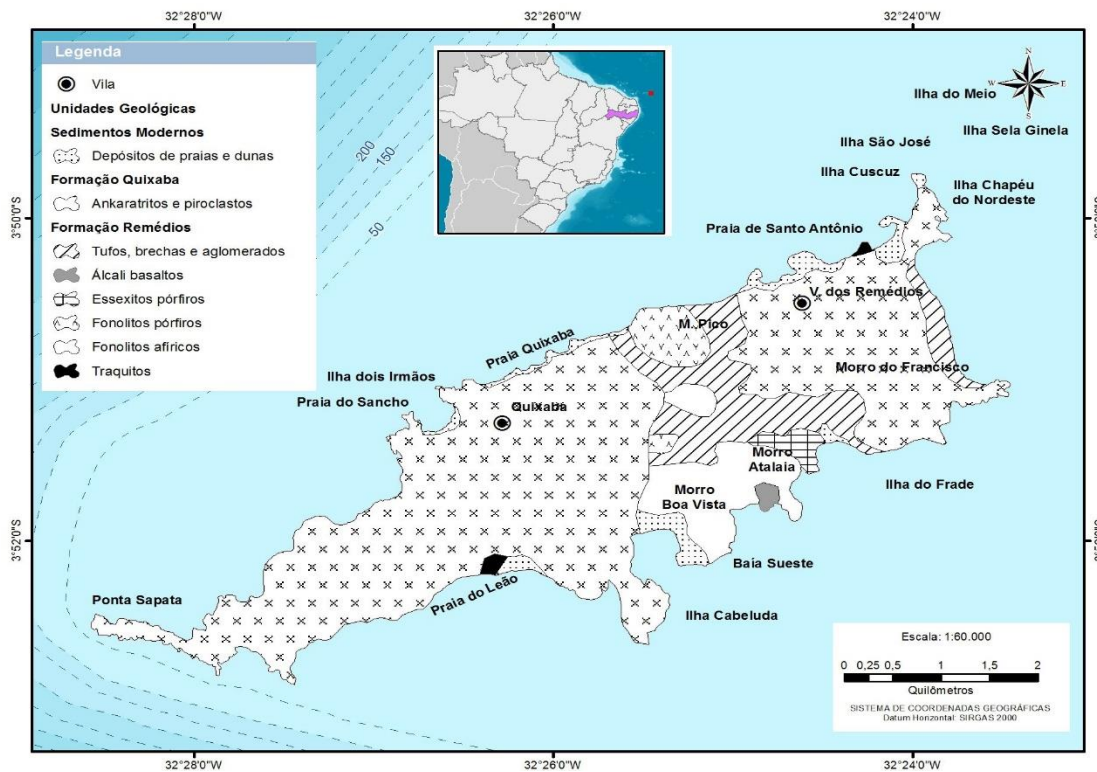 32°28'0"W
32°26'0"W
32°24'0"W
Legenda
Vila
Unidades Geológicas
Sedimentos Modernos
Depósitos de praias e dunas
Formação Quixaba
Ankaratritos e piroclastos
Formação Remédios
Tufos, brechas e aglomerados
Álcali basaltos
Essexitos pórfiros
Fonolitos pórfiros
Fonolitos afíricos
Traquitos
200
150
50
W
E
N
S
Ilha do Meio
Ilha Sela Ginela
Ilha São José
Ilha Cuscuz
Ilha Chapéu
do Nordeste
3°50'0"S
Praia de Santo Antônio
V. dos Remédios
M. Pico
Praia Quixaba
Morro do Francisco
Ilha dois Irmãos
Praia do Sancho
Quixaba
Morro
Atalaia
Ilha do Frade
Morro
Boa Vista
3°52'0"S
Baía Sueste
Praia do Leão
Ponta Sapata
Ilha Cabeluda
Escala: 1:60.000
0 0,25 0,5 1 1,5 2
Quilômetros
SISTEMA DE COORDENADAS GEOGRÁFICAS
Datum Horizontal: SIRGAS 2000
32°28'0"W
32°26'0"W
32°24'0"W